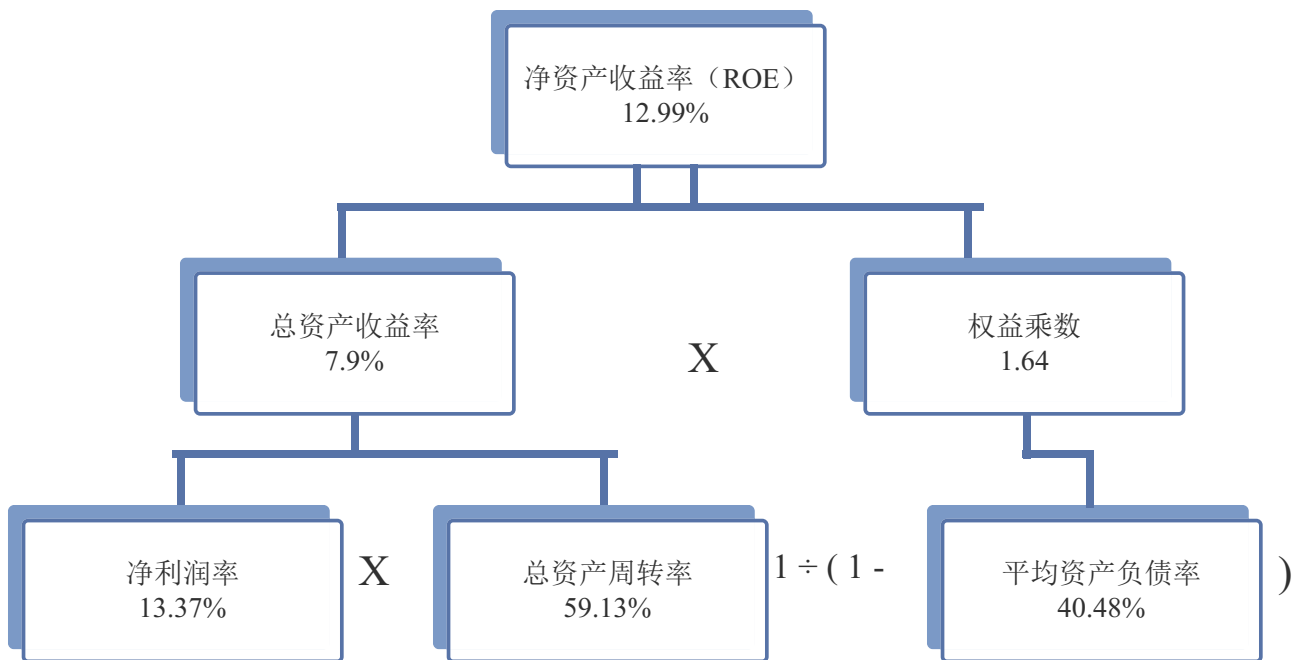 净资产收益率（ROE）
12.99%
总资产收益率
7.9%
X
权益乘数
1.64
净利润率
13.37%
X
总资产周转率
59.13%
1 ÷ ( 1 -
平均资产负债率
40.48%
)